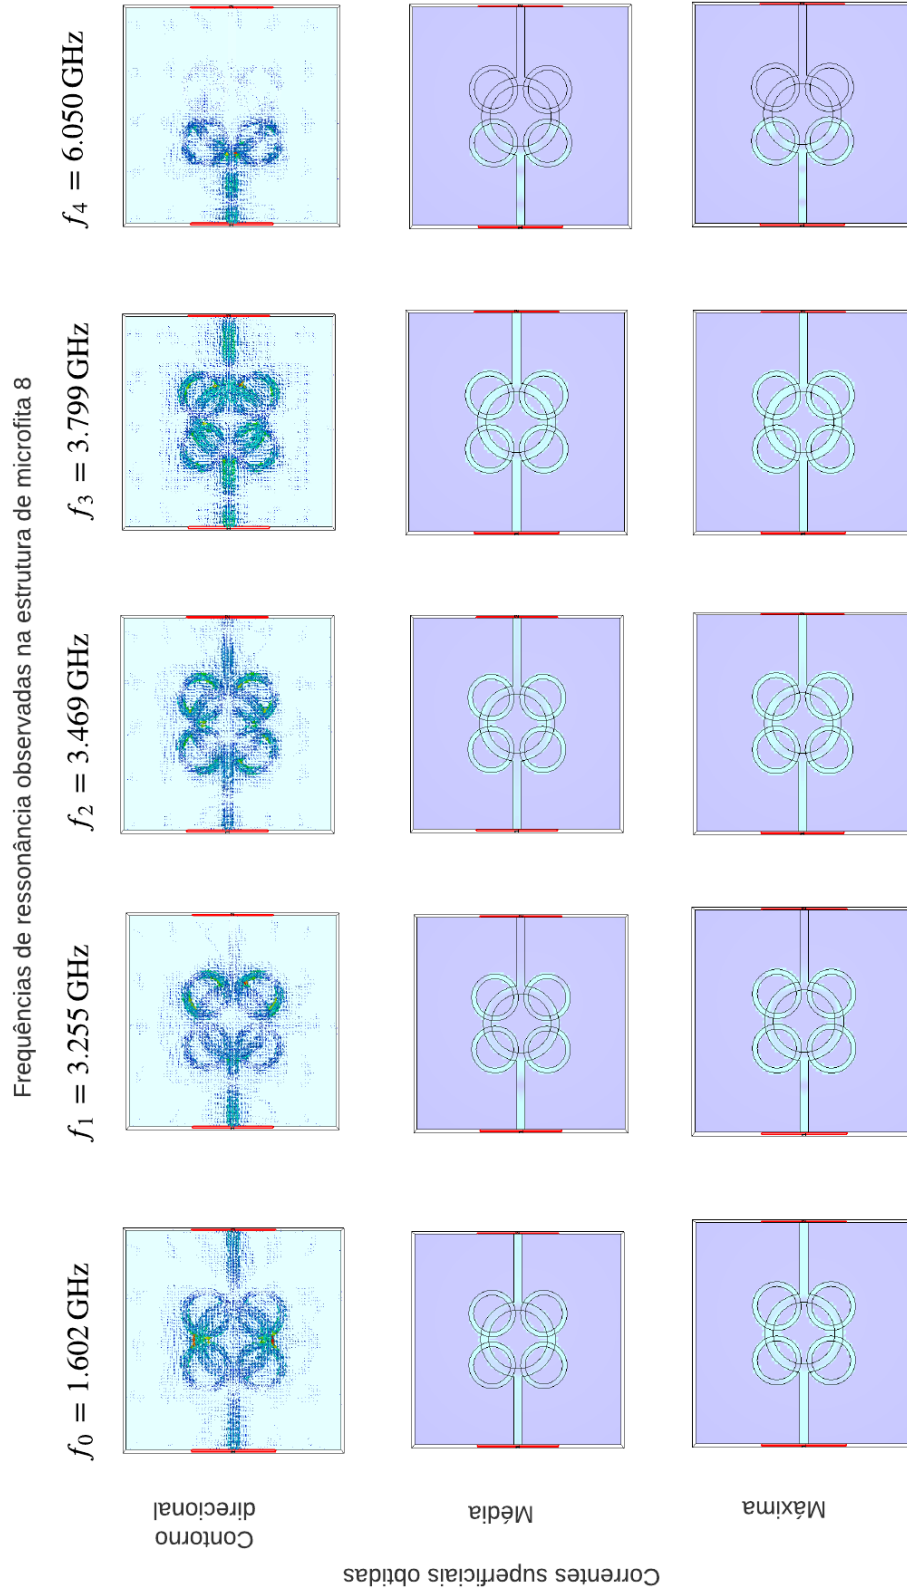 Frequências de ressonância observadas na estrutura de microfita 8
f₀ = 1.602 GHz
f₁ = 3.255 GHz
f₂ = 3.469 GHz
f₃ = 3.799 GHz
f₄ = 6.050 GHz
Correntes superficiais obtidas
Contorno
direcional
Média
Máxima